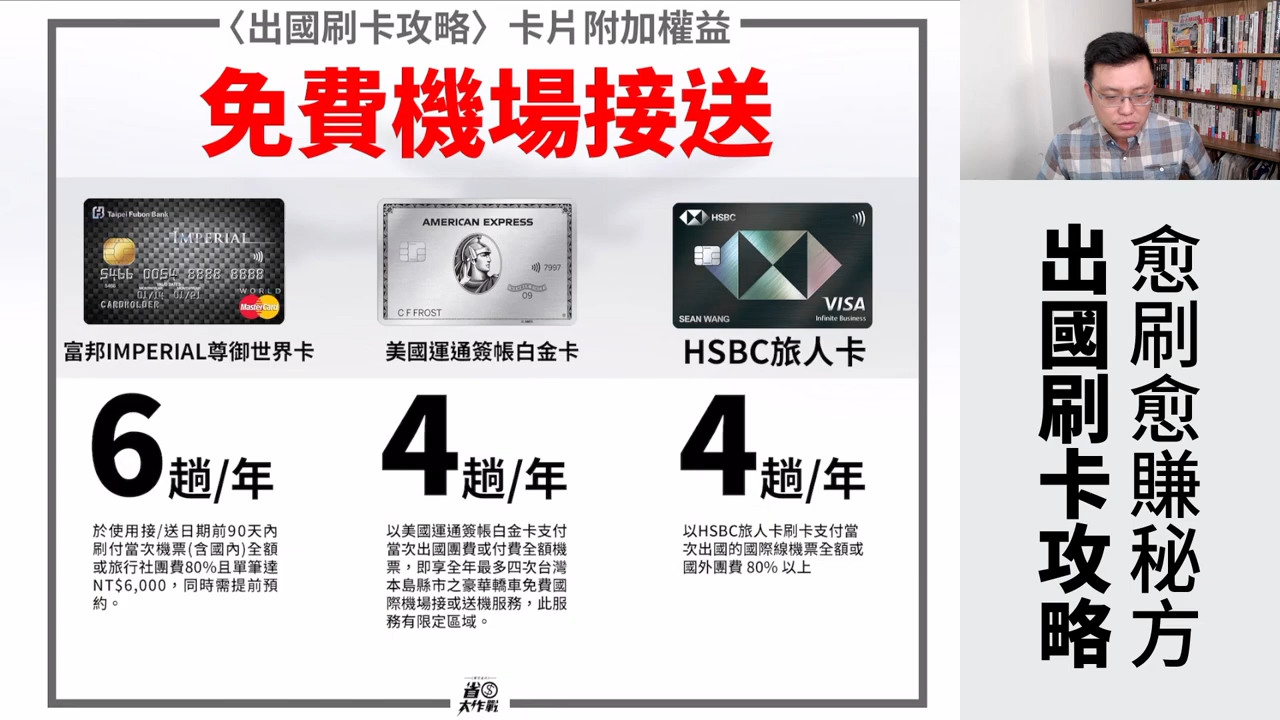 〈出國刷卡攻略〉卡片附加權益
免費機場接送
Taipei Fubon Bank
IMPERIAL
5466 0054 8888 8888
5466
01/14 01/21
CARDHOLDER
WORLD
MasterCard
AMERICAN EXPRESS
7997
09
C F FROST
HSBC
VISA
Infinite Business
SEAN WANG
富邦IMPERIAL尊御世界卡
美國運通簽帳白金卡
HSBC旅人卡
6趟/年
4趟/年
4趟/年
於使用接/送日期前90天內
刷付當次機票(含國內)全額
或旅行社團費80%且單筆達
NT$6,000，同時需提前預
約。
以美國運通簽帳白金卡支付
當次出國團費或付費全額機
票，即享全年最多四次台灣
本島縣市之豪華轎車免費國
際機場接或送機服務，此服
務有限定區域。
以HSBC旅人卡刷卡支付當
次出國的國際線機票全額或
國外團費 80% 以上
省
大作戰
愈刷愈賺秘方
出國刷卡攻略